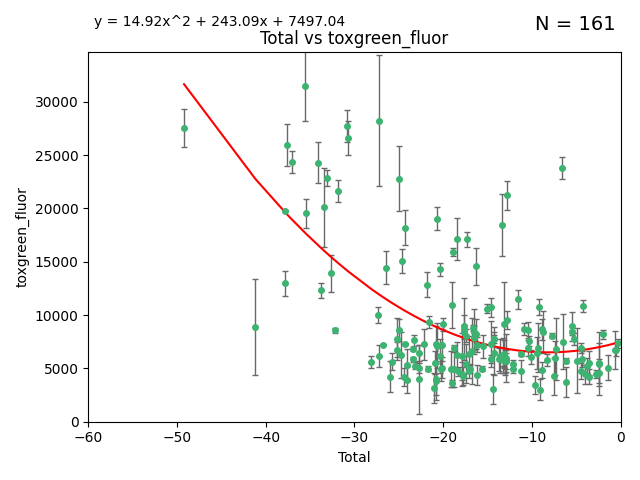 y = 14.92x^2 + 243.09x + 7497.04
N = 161
Total vs toxgreen_fluor
toxgreen_fluor
30000
25000
20000
15000
10000
5000
0
−60
−50
−40
−30
−20
−10
0
Total